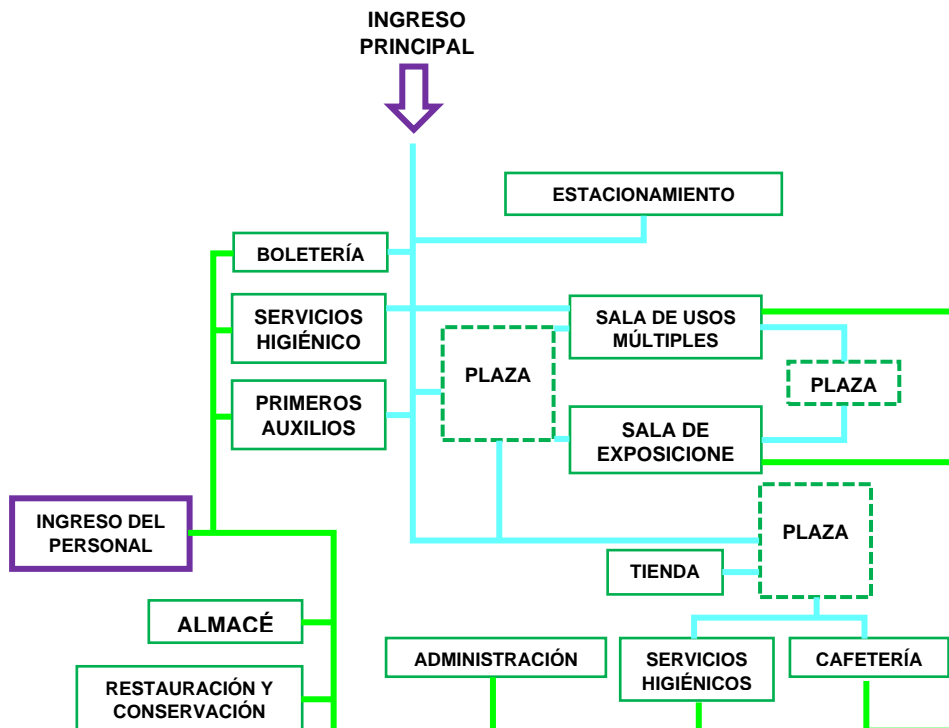 INGRESO
PRINCIPAL
ESTACIONAMIENTO
BOLETERÍA
SERVICIOS
HIGIÉNICO
SALA DE USOS
MÚLTIPLES
PLAZA
PLAZA
PRIMEROS
AUXILIOS
SALA DE
EXPOSICIONE
INGRESO DEL
PERSONAL
PLAZA
TIENDA
ALMACÉ
ADMINISTRACIÓN
SERVICIOS
HIGIÉNICOS
CAFETERÍA
RESTAURACIÓN Y
CONSERVACIÓN